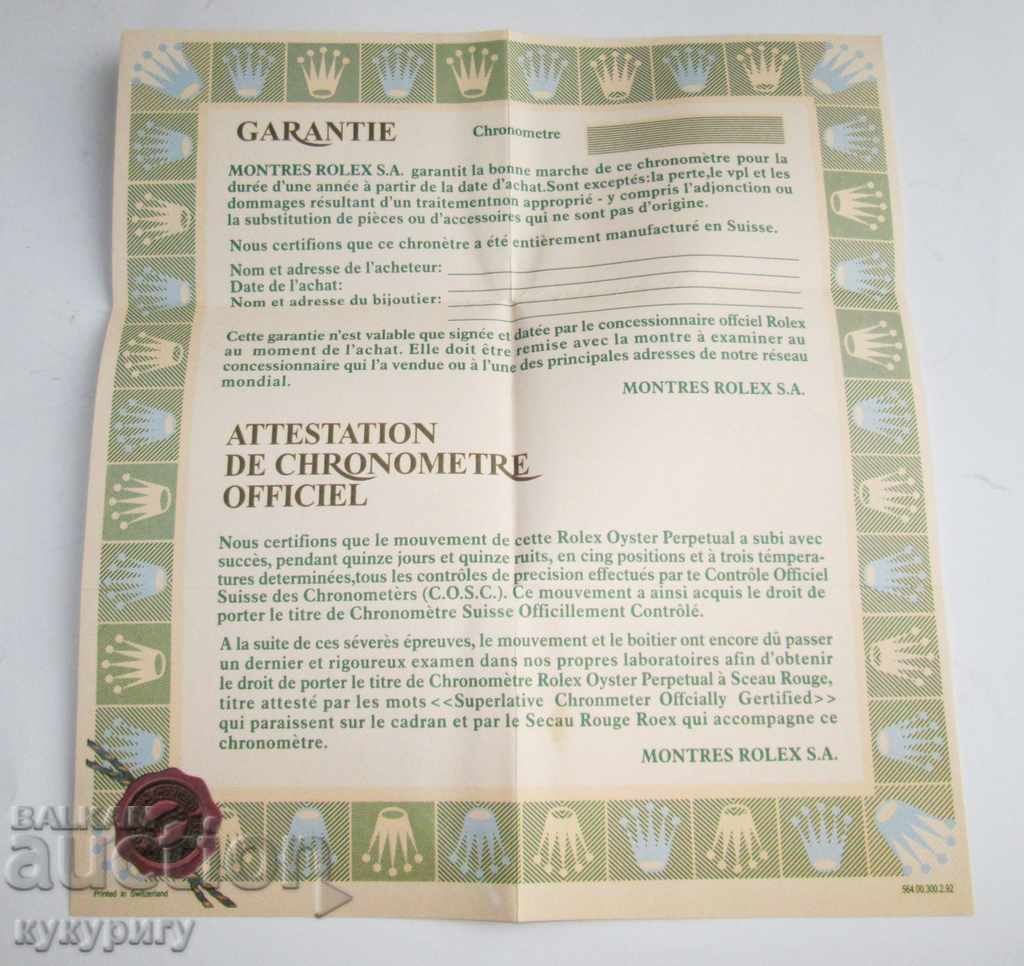 GARANTIE
Chronometre
MONTRES ROLEX S.A. garantit la bonne marche de ce chronomètre pour la
durée d'une année à partir de la date d'achat.Sont exceptés:la perte,le vpl et les
dommages résultant d'un traitementnon approprié - y compris l'adjonction ou
la substitution de pièces ou d'accessoires qui ne sont pas d'origine.
Nous certifions que ce chronètre a été entièrement manufacturé en Suisse.
Nom et adresse de l'acheteur:
Date de l'achat:
Nom et adresse du bijoutier:
Cette garantie n'est valable que signée et datée par le concessionnaire offciel Rolex
au moment de l'achat. Elle doit être remise avec la montre à examiner au
concessionnaire qui l'a vendue ou à l'une des principales adresses de notre réseau
mondial.
MONTRES ROLEX S.A.
ATTESTATION
DE CHRONOMETRE
OFFICIEL
Nous certifions que le mouvement de cette Rolex Oyster Perpetual a subi avec
succès, pendant quinze jours et quinze ruits, en cinq positions et à trois témpera-
tures determinées,tous les contrôles de precision effectués par te Contrôle Officiel
Suisse des Chronometèrs (C.O.S.C.). Ce mouvement a ainsi acquis le droit de
porter le titre de Chronomètre Suisse Officillement Contrôlé.
A la suite de ces séverès épreuves, le mouvement et le boitier ont encore dû passer
un dernier et rigoureux examen dans nos propres laboratoires afin d'obtenir
le droit de porter le titre de Chronomètre Rolex Oyster Perpetual à Sceau Rouge,
titre attesté par les mots <<Superlative Chronmeter Offcially Gertified>>
qui paraissent sur le cadran et par le Secau Rouge Roex qui accompagne ce
chronomètre.
MONTRES ROLEX S.A.
BALKAN
auction
Printed in Switzerland
564.00.300.2.92
кукуригу